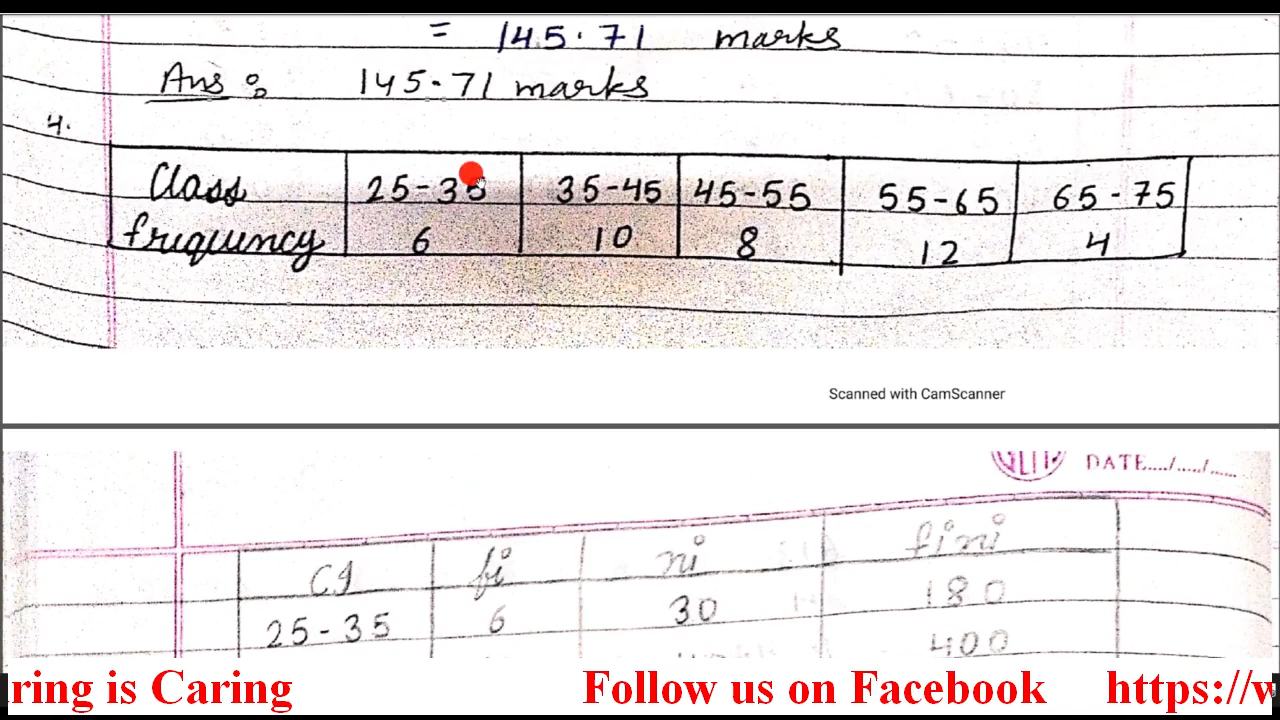 = 145.71 marks
Ans : 145.71 marks
4.
Class 25-35 35-45 45-55 55-65 65-75
frequency 6 10 8 12 4
Scanned with CamScanner
DATE..../...../......
CI fi xi fixi
25-35 6 30 180
400
ring is Caring Follow us on Facebook https://w